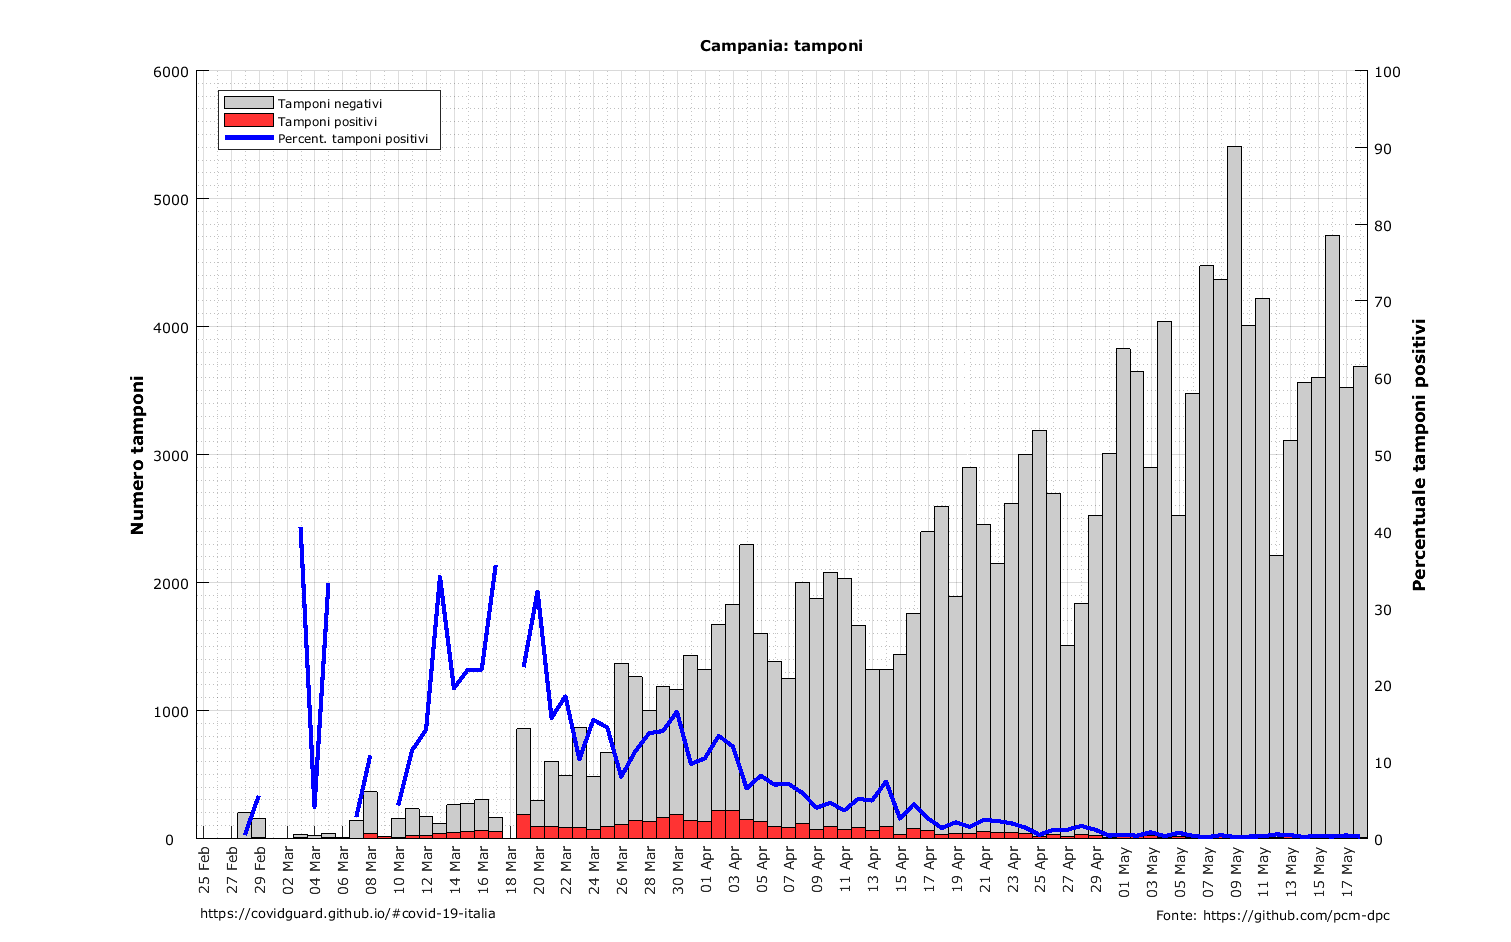 Campania: tamponi
6000
5000
4000
3000
2000
1000
0
100
90
80
70
60
50
40
30
20
10
0
Tamponi negativi
Tamponi positivi
Percent. tamponi positivi
Numero tamponi
Percentuale tamponi positivi
25 Feb
27 Feb
29 Feb
02 Mar
04 Mar
06 Mar
08 Mar
10 Mar
12 Mar
14 Mar
16 Mar
18 Mar
20 Mar
22 Mar
24 Mar
26 Mar
28 Mar
30 Mar
01 Apr
03 Apr
05 Apr
07 Apr
09 Apr
11 Apr
13 Apr
15 Apr
17 Apr
19 Apr
21 Apr
23 Apr
25 Apr
27 Apr
29 Apr
01 May
03 May
05 May
07 May
09 May
11 May
13 May
15 May
17 May
https://covidguard.github.io/#covid-19-italia
Fonte: https://github.com/pcm-dpc